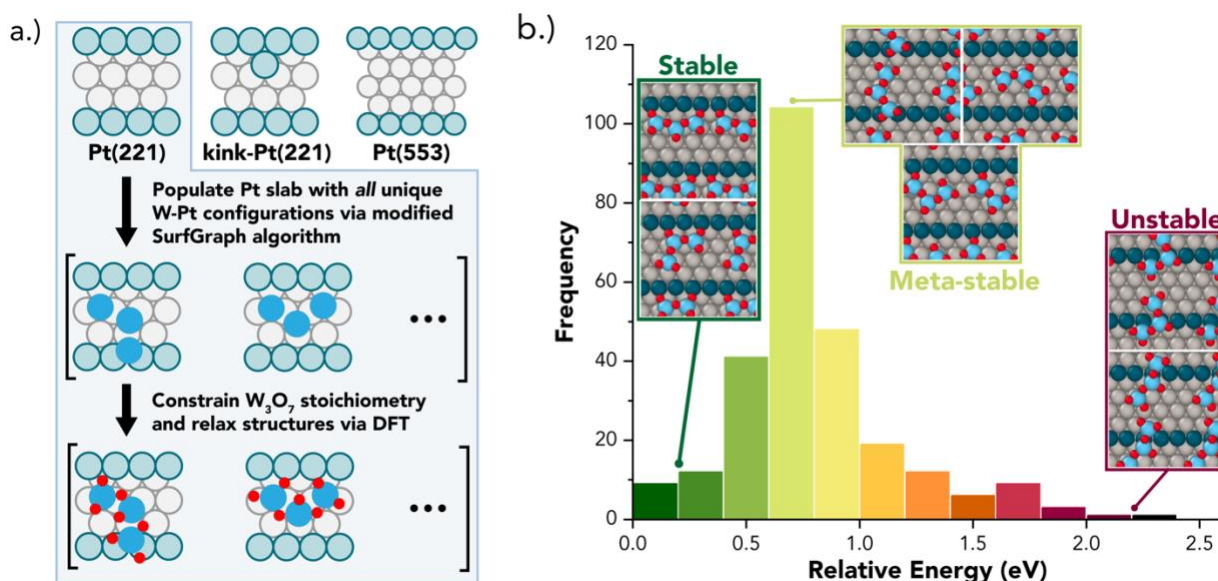 a.)
Pt(221)
kink-Pt(221)
Pt(553)
Populate Pt slab with all unique
W-Pt configurations via modified
SurfGraph algorithm
•••
Constrain W₃O₇ stoichiometry
and relax structures via DFT
•••
b.)
Frequency
120
100
80
60
40
20
0
Stable
Meta-stable
Unstable
0.0
0.5
1.0
1.5
2.0
2.5
Relative Energy (eV)